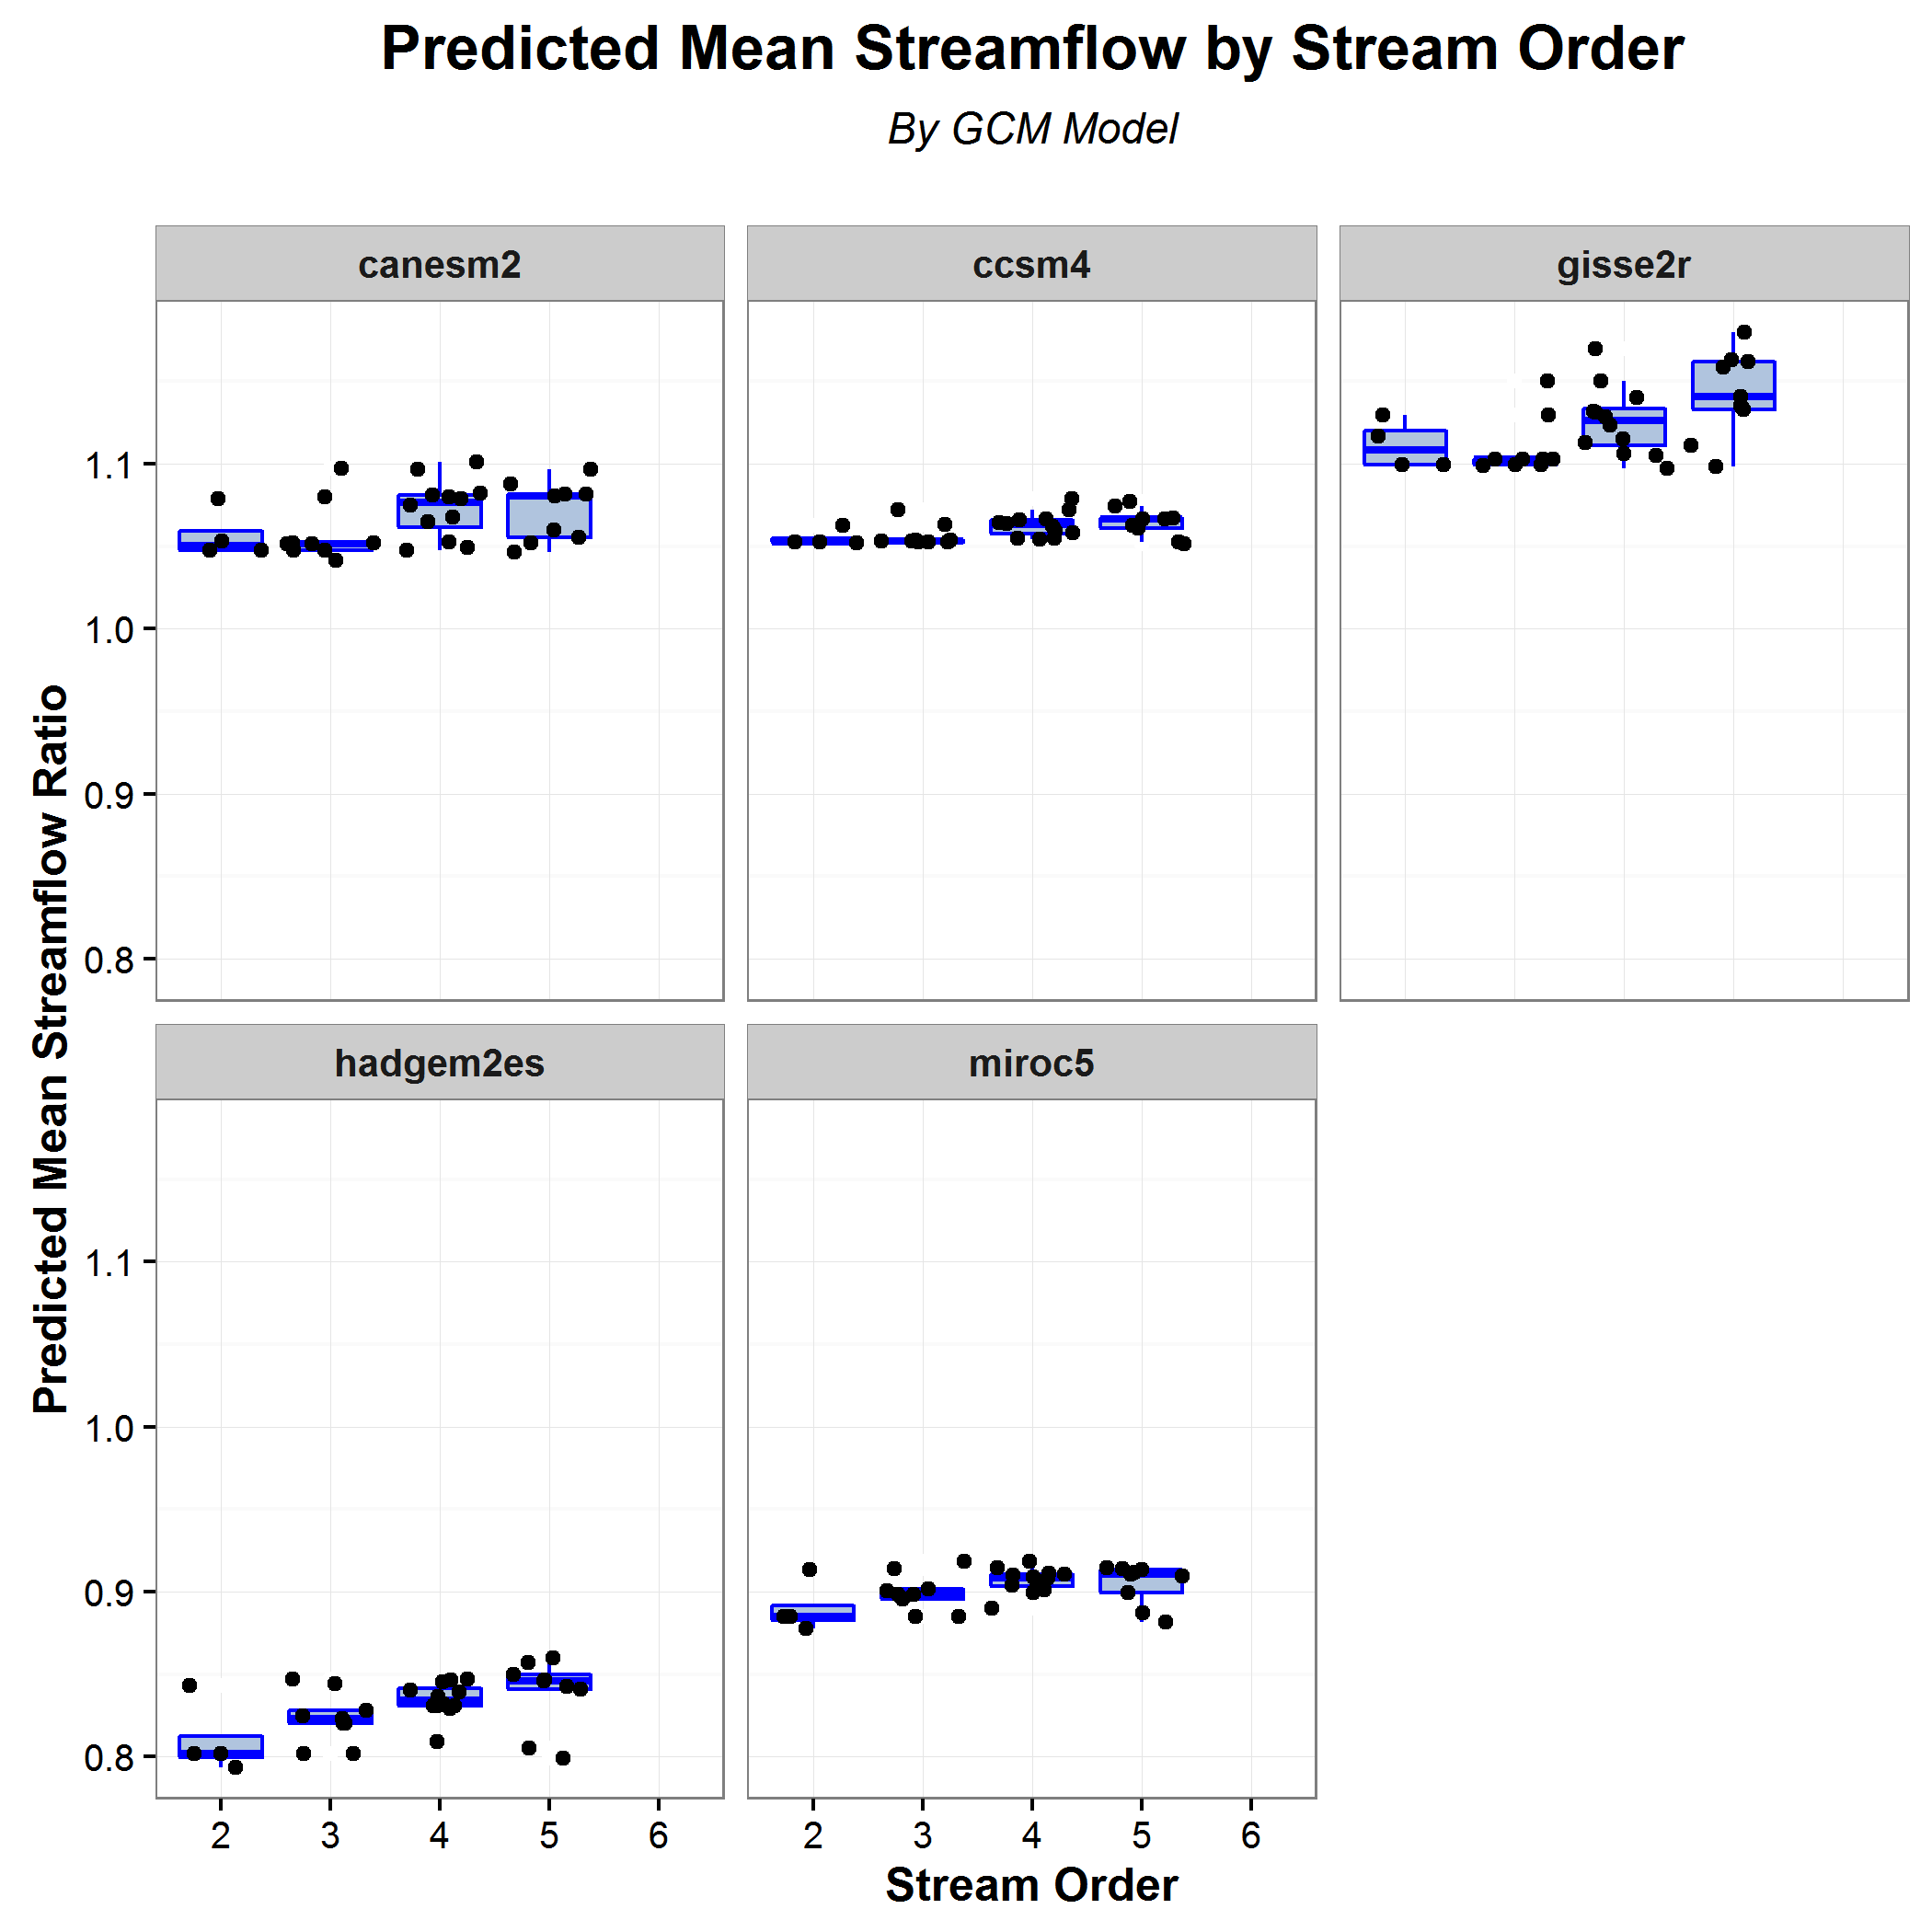 Predicted Mean Streamflow by Stream Order
By GCM Model
canesm2
ccsm4
gisse2r
1.1
1.0
0.9
0.8
Predicted Mean Streamflow Ratio
hadgem2es
miroc5
1.1
1.0
0.9
0.8
2 3 4 5 6
2 3 4 5 6
Stream Order